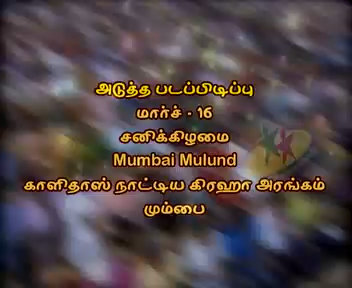 அடுத்த படப்பிடிப்பு
மார்ச் - 16
சனிக்கிழமை
Mumbai Mulund
காளிதாஸ் நாட்டிய கிரஹா அரங்கம்
மும்பை